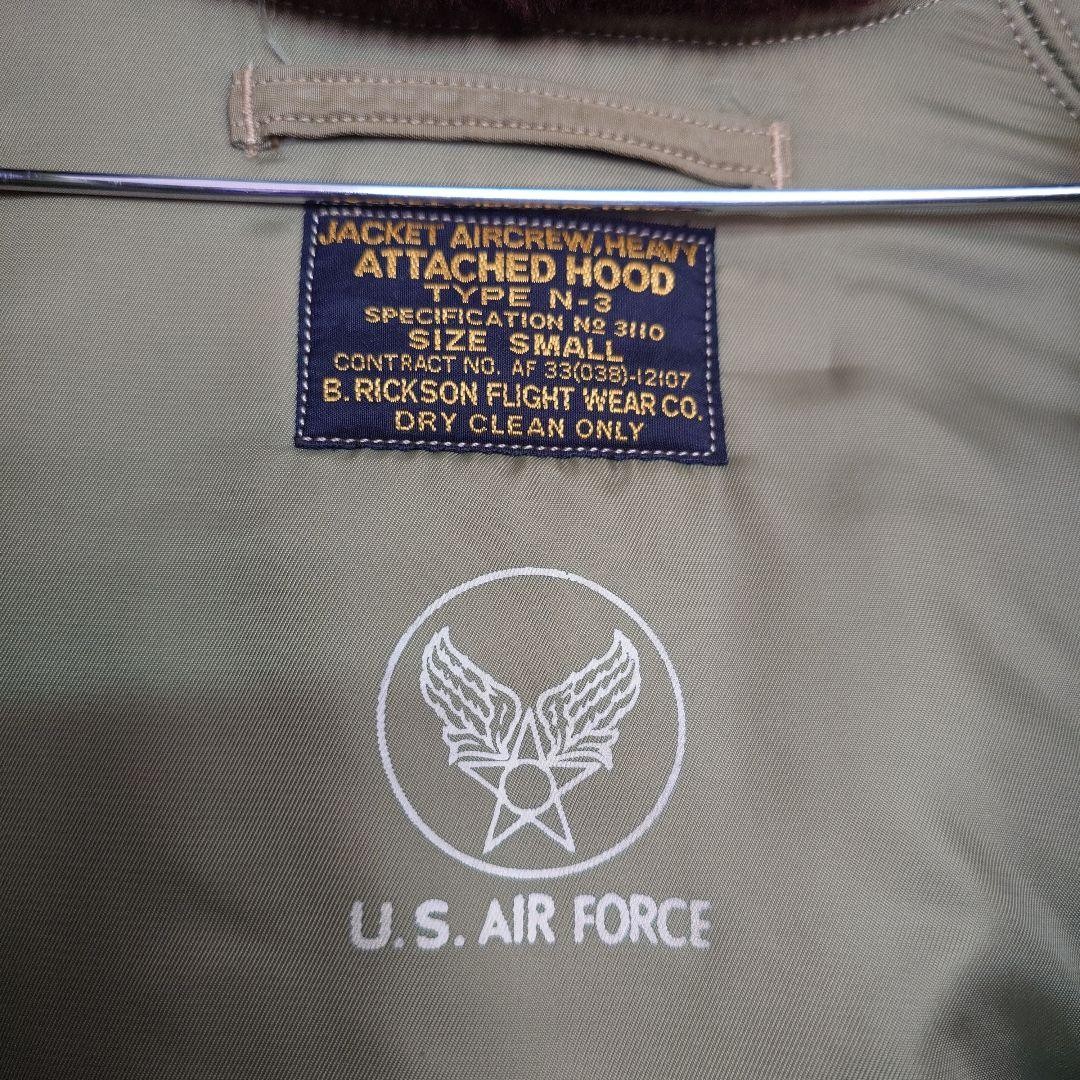 JACKET AIRCREW, HEAVY
ATTACHED HOOD
TYPE N-3
SPECIFICATION Nº 3110
SIZE SMALL
CONTRACT NO. AF 33(038)-12107
B. RICKSON FLIGHT WEAR CO.
DRY CLEAN ONLY
U.S. AIR FORCE